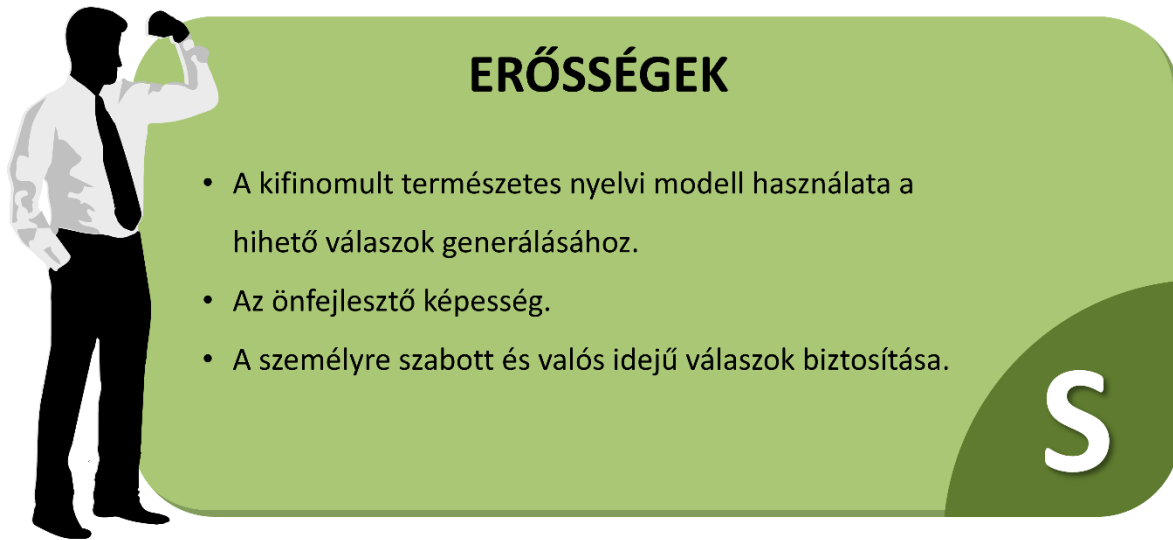 ERŐSSÉGEK
• A kifinomult természetes nyelvi modell használata a
hihető válaszok generálásához.
• Az önfejlesztő képesség.
• A személyre szabott és valós idejű válaszok biztosítása.
S